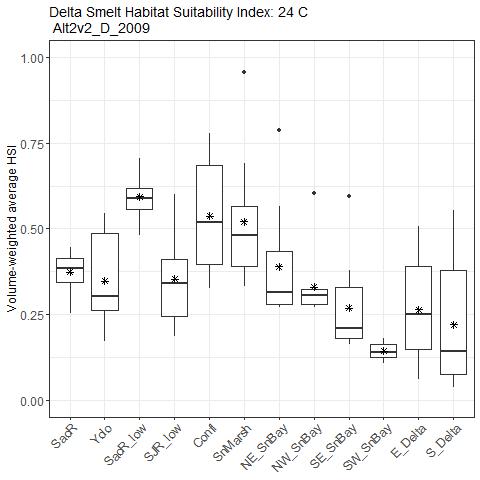 Delta Smelt Habitat Suitability Index: 24 C
Alt2v2_D_2009
Volume-weighted average HSI
1.00
0.75
0.50
0.25
0.00
SacR
Yolo
SacR_low
SJR_low
Confl
SnMarsh
NE_SnBay
NW_SnBay
SE_SnBay
SW_SnBay
E_Delta
S_Delta